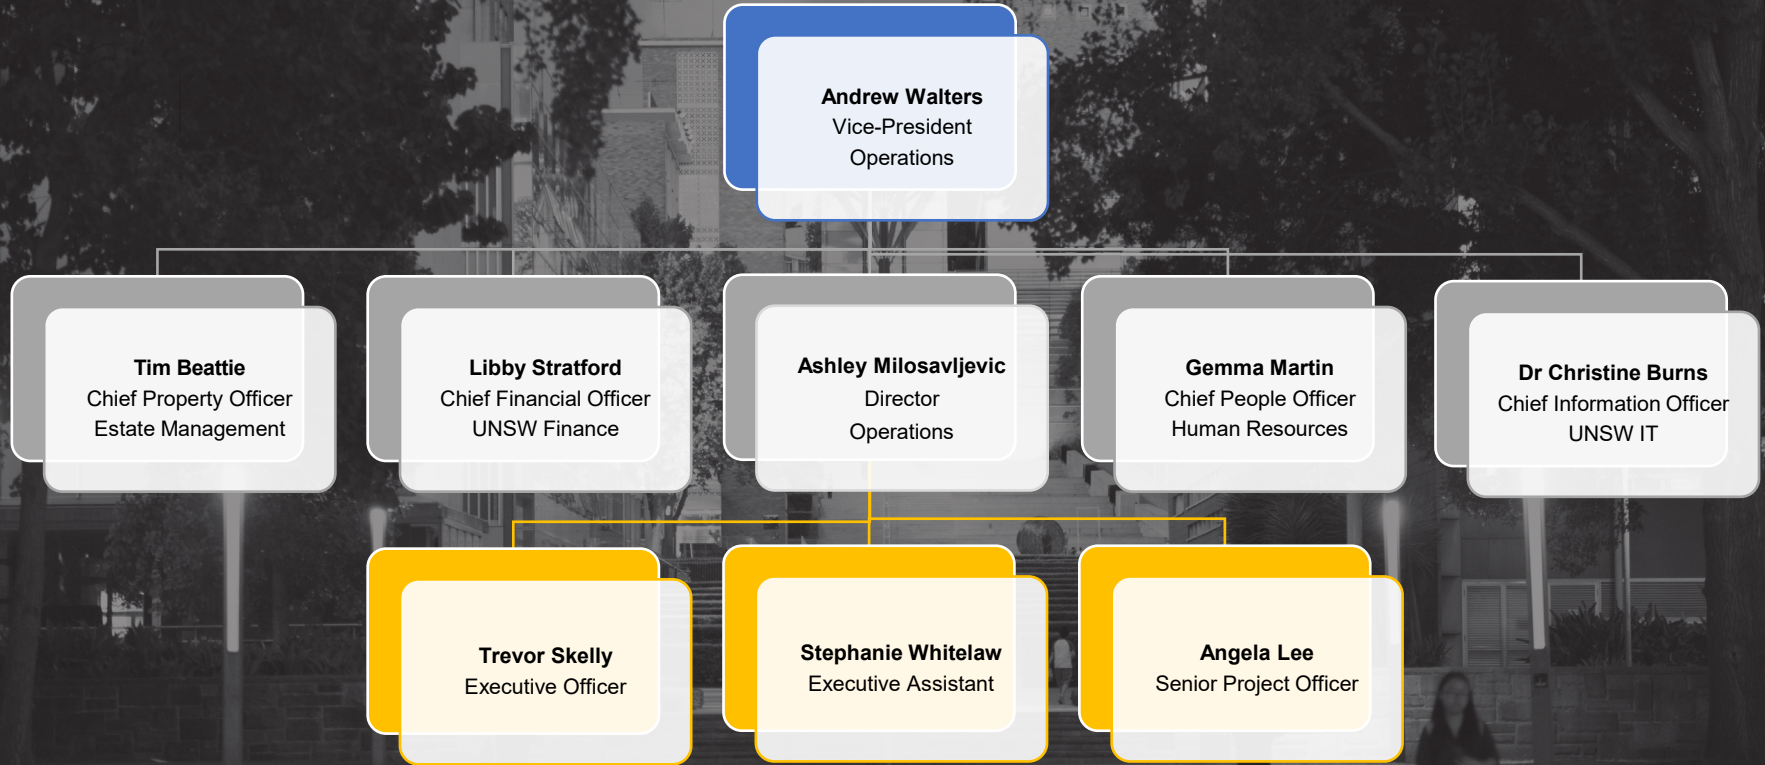 Andrew Walters
Vice-President
Operations
Tim Beattie
Chief Property Officer
Estate Management
Libby Stratford
Chief Financial Officer
UNSW Finance
Ashley Milosavljevic
Director
Operations
Gemma Martin
Chief People Officer
Human Resources
Dr Christine Burns
Chief Information Officer
UNSW IT
Trevor Skelly
Executive Officer
Stephanie Whitelaw
Executive Assistant
Angela Lee
Senior Project Officer